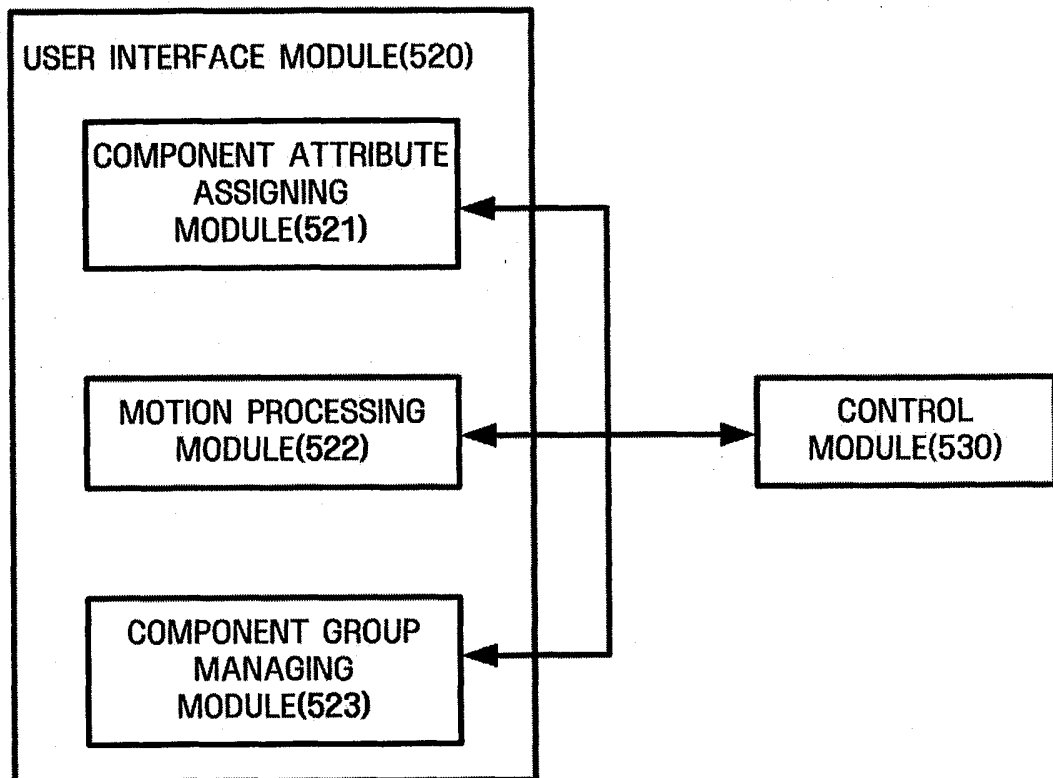 USER INTERFACE MODULE(520)
COMPONENT ATTRIBUTE
ASSIGNING
MODULE(521)
MOTION PROCESSING
MODULE(522)
CONTROL
MODULE(530)
COMPONENT GROUP
MANAGING
MODULE(523)